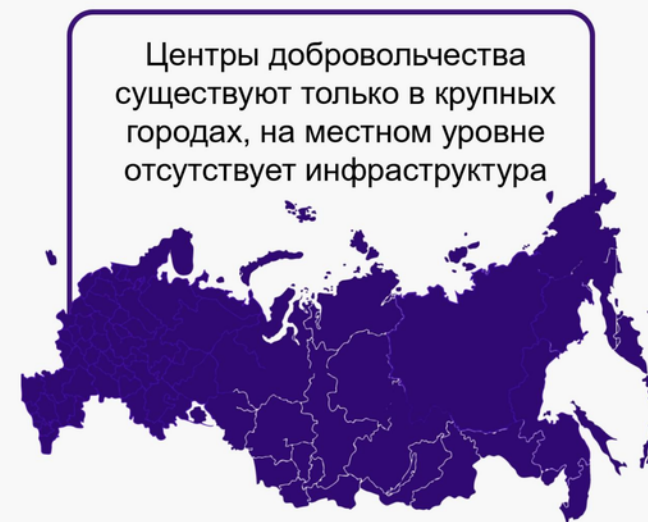 Центры добровольчества
существуют только в крупных
городах, на местном уровне
отсутствует инфраструктура